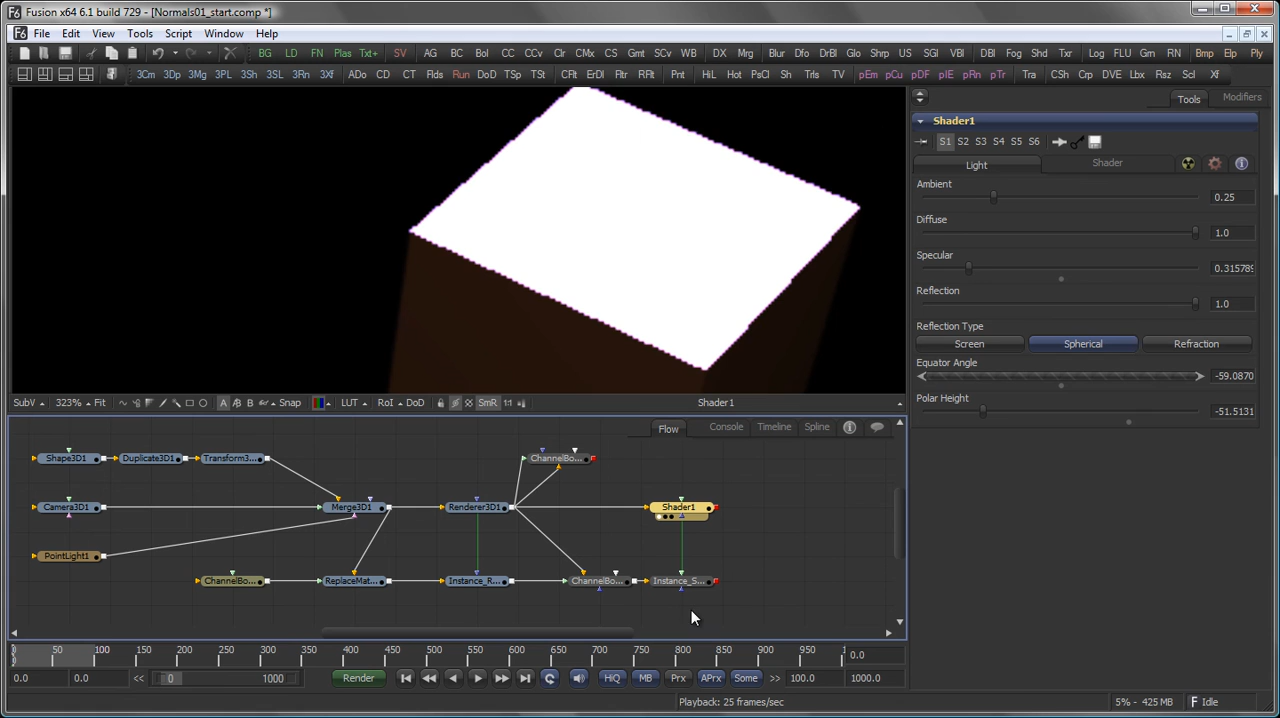 Fusion x64 6.1 build 729 - [Normals01_start.comp *]
File Edit View Tools Script Window Help
BG LD FN Plas Txt+ SV AG BC Bol CC CCv Clr CMx CS Gmt SCv WB DX Mrg Blur Dfo DrBl Glo Shrp US SGl VBl DBl Fog Shd Txr Log FLU Gm RN Bmp Elp Ply
3Cm 3Dp 3Mg 3PL 3Sh 3SL 3Rn 3Xf ADo CD CT Flds Run DoD TSp TSt CFlt ErDl Fltr RFlt Pnt HiL Hot PsCl Sh Trls TV pEm pCu pDF pIE pRn pTr Tra CSh Crp DVE Lbx Rsz Scl Xf
Tools Modifiers
Shader1
S1 S2 S3 S4 S5 S6
Light Shader
Ambient
0.25
Diffuse
1.0
Specular
0.315789
Reflection
1.0
Reflection Type
Screen Spherical Refraction
Equator Angle
-59.0870
Polar Height
-51.5131
SubV 323% Fit A B Snap LUT RoI DoD SmR 1:1 Shader1
Flow Console Timeline Spline
Shape3D1 Duplicate3D1 Transform3... ChannelBo...
Camera3D1 Merge3D1 Renderer3D1 Shader1
PointLight1
ChannelBo... ReplaceMat... Instance_R... ChannelBo... Instance_S...
0 50 100 150 200 250 300 350 400 450 500 550 600 650 700 750 800 850 900 950 1 0.0
0.0 0.0 << 0 1000 Render HiQ MB Prx APrx Some >> 100.0 1000.0
Playback: 25 frames/sec 5% - 425 MB Idle